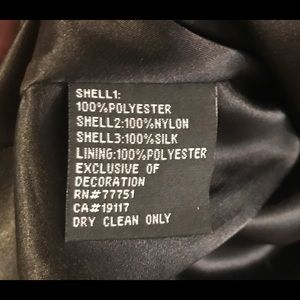 SHELL1:
100%POLYESTER
SHELL2:100%NYLON
SHELL3:100%SILK
LINING:100%POLYESTER
EXCLUSIVE OF
DECORATION
RN#77751
CA#19117
DRY CLEAN ONLY